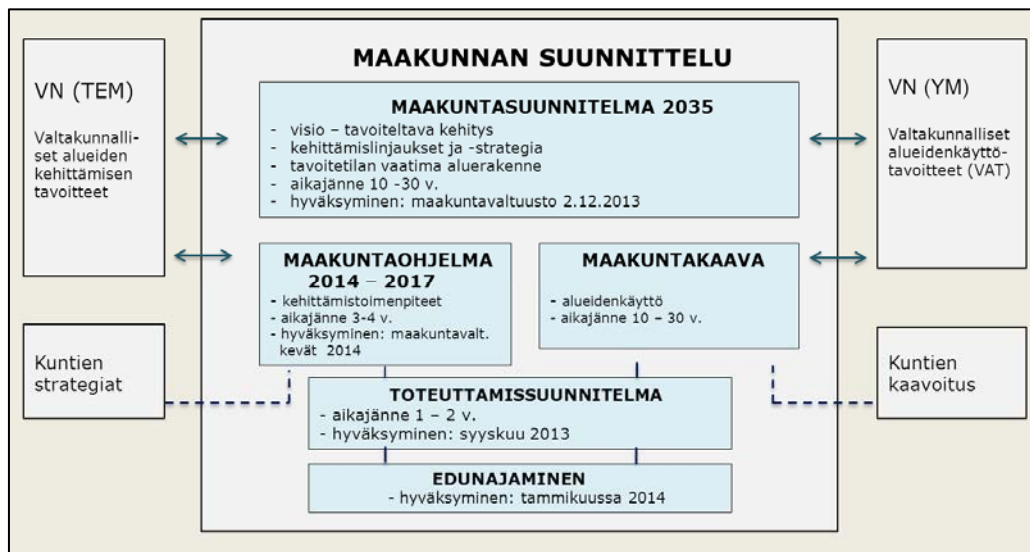 MAAKUNNAN SUUNNITTELU
VN (TEM)
Valtakunnalli-
set alueiden
kehittämisen
tavoitteet
MAAKUNTASUUNNITELMA 2035
- visio – tavoiteltava kehitys
- kehittämislinjaukset ja -strategia
- tavoitetilan vaatima aluerakenne
- aikajänne 10 -30 v.
- hyväksyminen: maakuntavaltuusto 2.12.2013
VN (YM)
Valtakunnalliset
alueidenkäyttö-
tavoitteet (VAT)
MAAKUNTAOHJELMA
2014 – 2017
- kehittämistoimenpiteet
- aikajänne 3-4 v.
- hyväksyminen: maakuntavalt.
kevät 2014
MAAKUNTAKAAVA
- alueidenkäyttö
- aikajänne 10 – 30 v.
Kuntien
strategiat
Kuntien
kaavoitus
TOTEUTTAMISSUUNNITELMA
- aikajänne 1 – 2 v.
- hyväksyminen: syyskuu 2013
EDUNAJAMINEN
- hyväksyminen: tammikuussa 2014